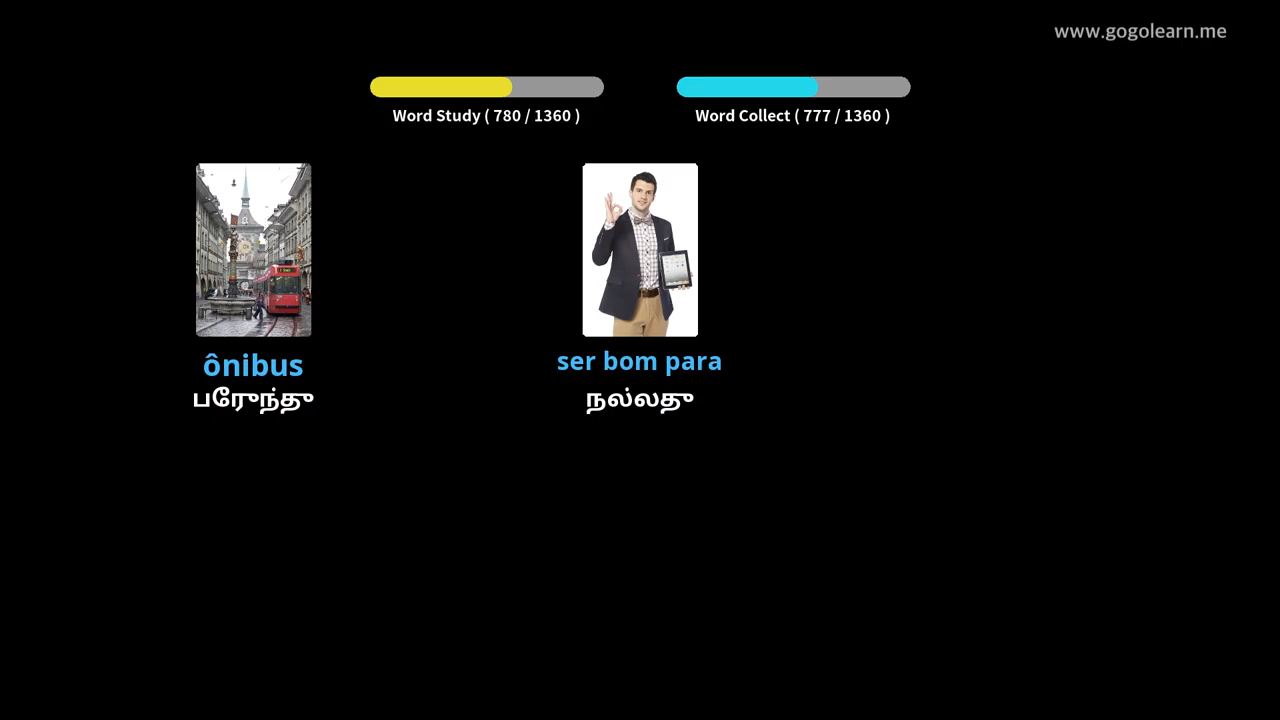 www.gogolearn.me
Word Study ( 780 / 1360 )
Word Collect ( 777 / 1360 )
ônibus
பேருந்து
ser bom para
நல்லது